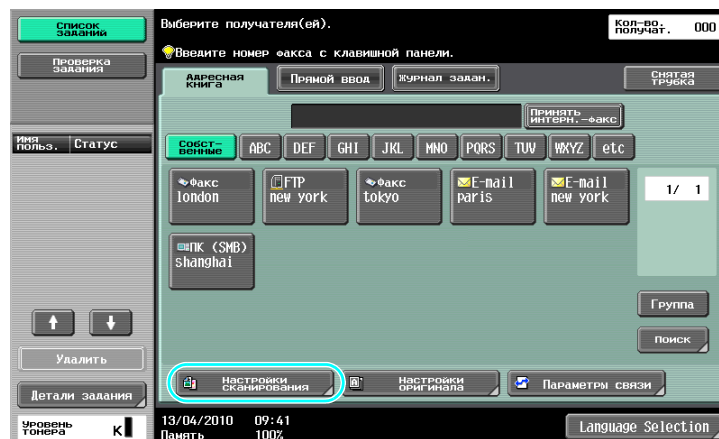 Список
заданий
Проверка
задания
Имя
польз.
Статус
Удалить
Детали задания
Уровень
тонера
K
Выберите получателя(ей).
Кол-во.
получат.
000
Введите номер факса с клавишной панели.
Адресная
книга
Прямой ввод
Журнал задан.
Снятая
трубка
Принять
интерн.-факс
Собст-
венные
ABC
DEF
GHI
JKL
MNO
PQRS
TUV
WXYZ
etc
Факс
london
FTP
new york
Факс
tokyo
E-mail
paris
E-mail
new york
1/ 1
ПК (SMB)
shanghai
Группа
Поиск
Настройки
сканирования
Настройки
оригинала
Параметры связи
13/04/2010 09:41
Память 100%
Language Selection